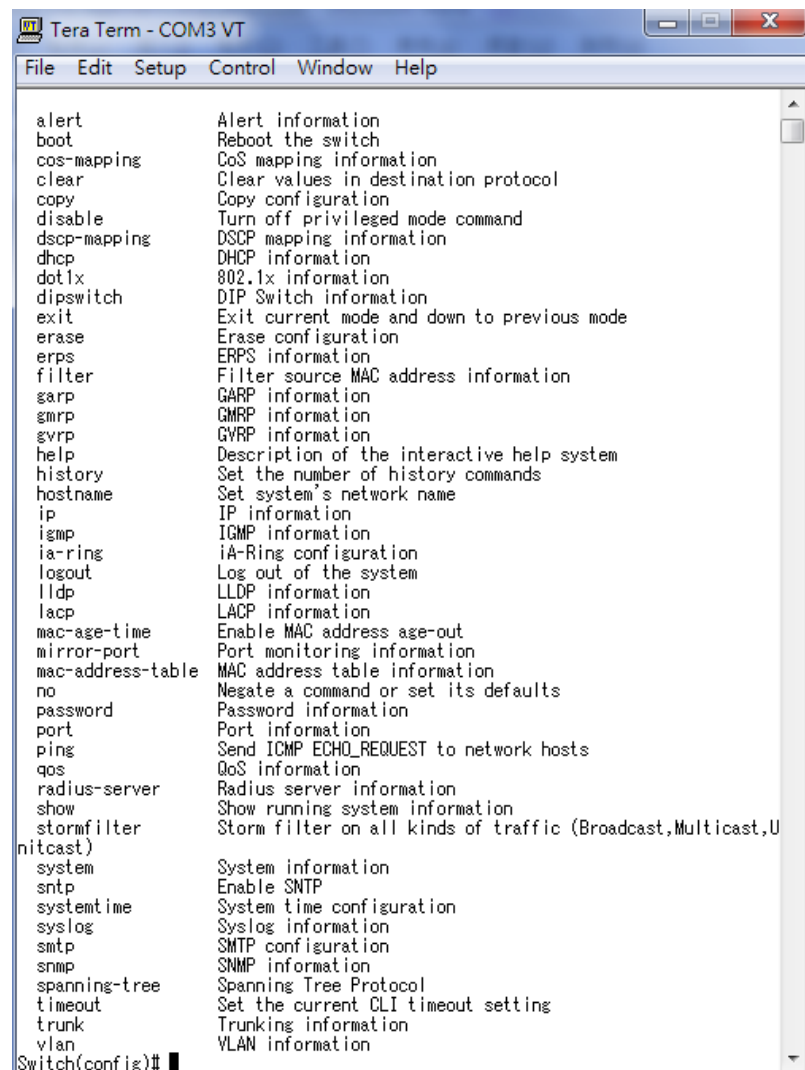 Tera Term - COM3 VT
File Edit Setup Control Window Help
alert Alert information
boot Reboot the switch
cos-mapping CoS mapping information
clear Clear values in destination protocol
copy Copy configuration
disable Turn off privileged mode command
dscp-mapping DSCP mapping information
dhcp DHCP information
dot1x 802.1x information
dipswitch DIP Switch information
exit Exit current mode and down to previous mode
erase Erase configuration
erps ERPS information
filter Filter source MAC address information
garp GARP information
gmrp GMRP information
gvrp GVRP information
help Description of the interactive help system
history Set the number of history commands
hostname Set system's network name
ip IP information
igmp IGMP information
ia-ring iA-Ring configuration
logout Log out of the system
lldp LLDP information
lacp LACP information
mac-age-time Enable MAC address age-out
mirror-port Port monitoring information
mac-address-table MAC address table information
no Negate a command or set its defaults
password Password information
port Port information
ping Send ICMP ECHO_REQUEST to network hosts
qos QoS information
radius-server Radius server information
show Show running system information
stormfilter Storm filter on all kinds of traffic (Broadcast,Multicast,U
nitcast)
system System information
sntp Enable SNTP
systemtime System time configuration
syslog Syslog information
smtp SMTP configuration
snmp SNMP information
spanning-tree Spanning Tree Protocol
timeout Set the current CLI timeout setting
trunk Trunking information
vlan VLAN information
Switch(config)#